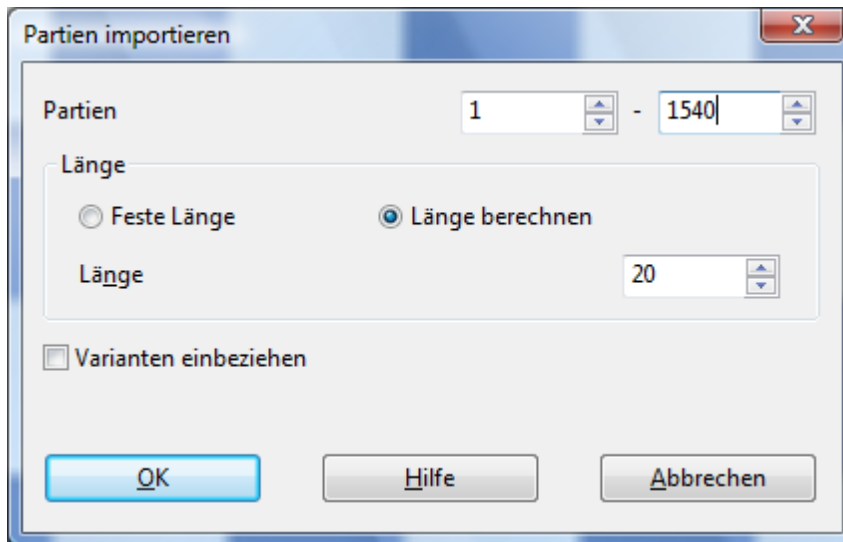 Partien importieren
Partien 1 - 1540
Länge
Feste Länge Länge berechnen
Länge 20
Varianten einbeziehen
OK Hilfe Abbrechen